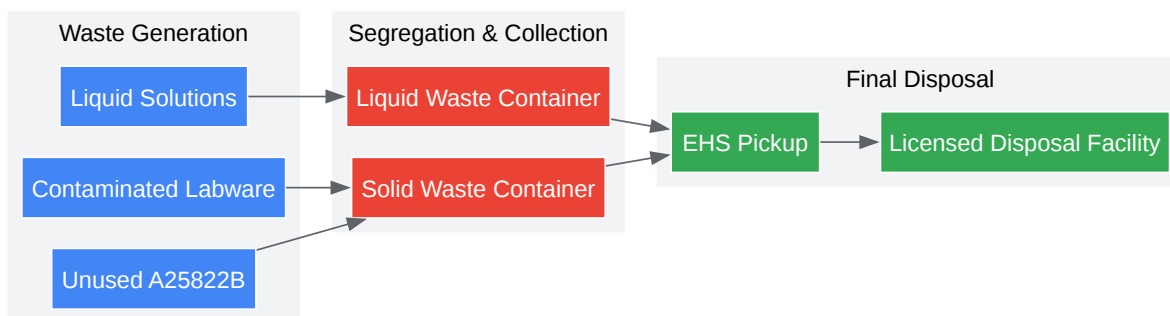 Waste Generation
Liquid Solutions
Contaminated Labware
Unused A25822B
Segregation & Collection
Liquid Waste Container
Solid Waste Container
Final Disposal
EHS Pickup
Licensed Disposal Facility